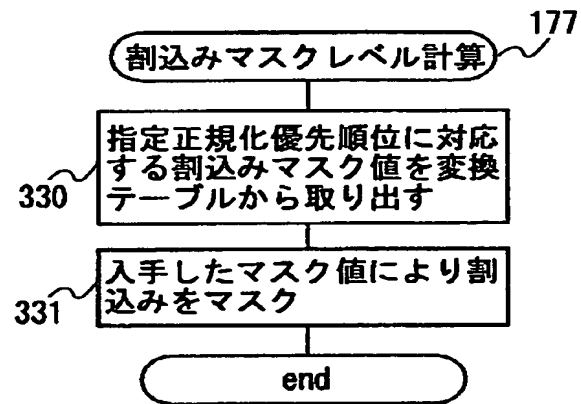 177
割込みマスクレベル計算
指定正規化優先順位に対応
する割込みマスク値を変換
テーブルから取り出す
330
入手したマスク値により割
込みをマスク
331
end